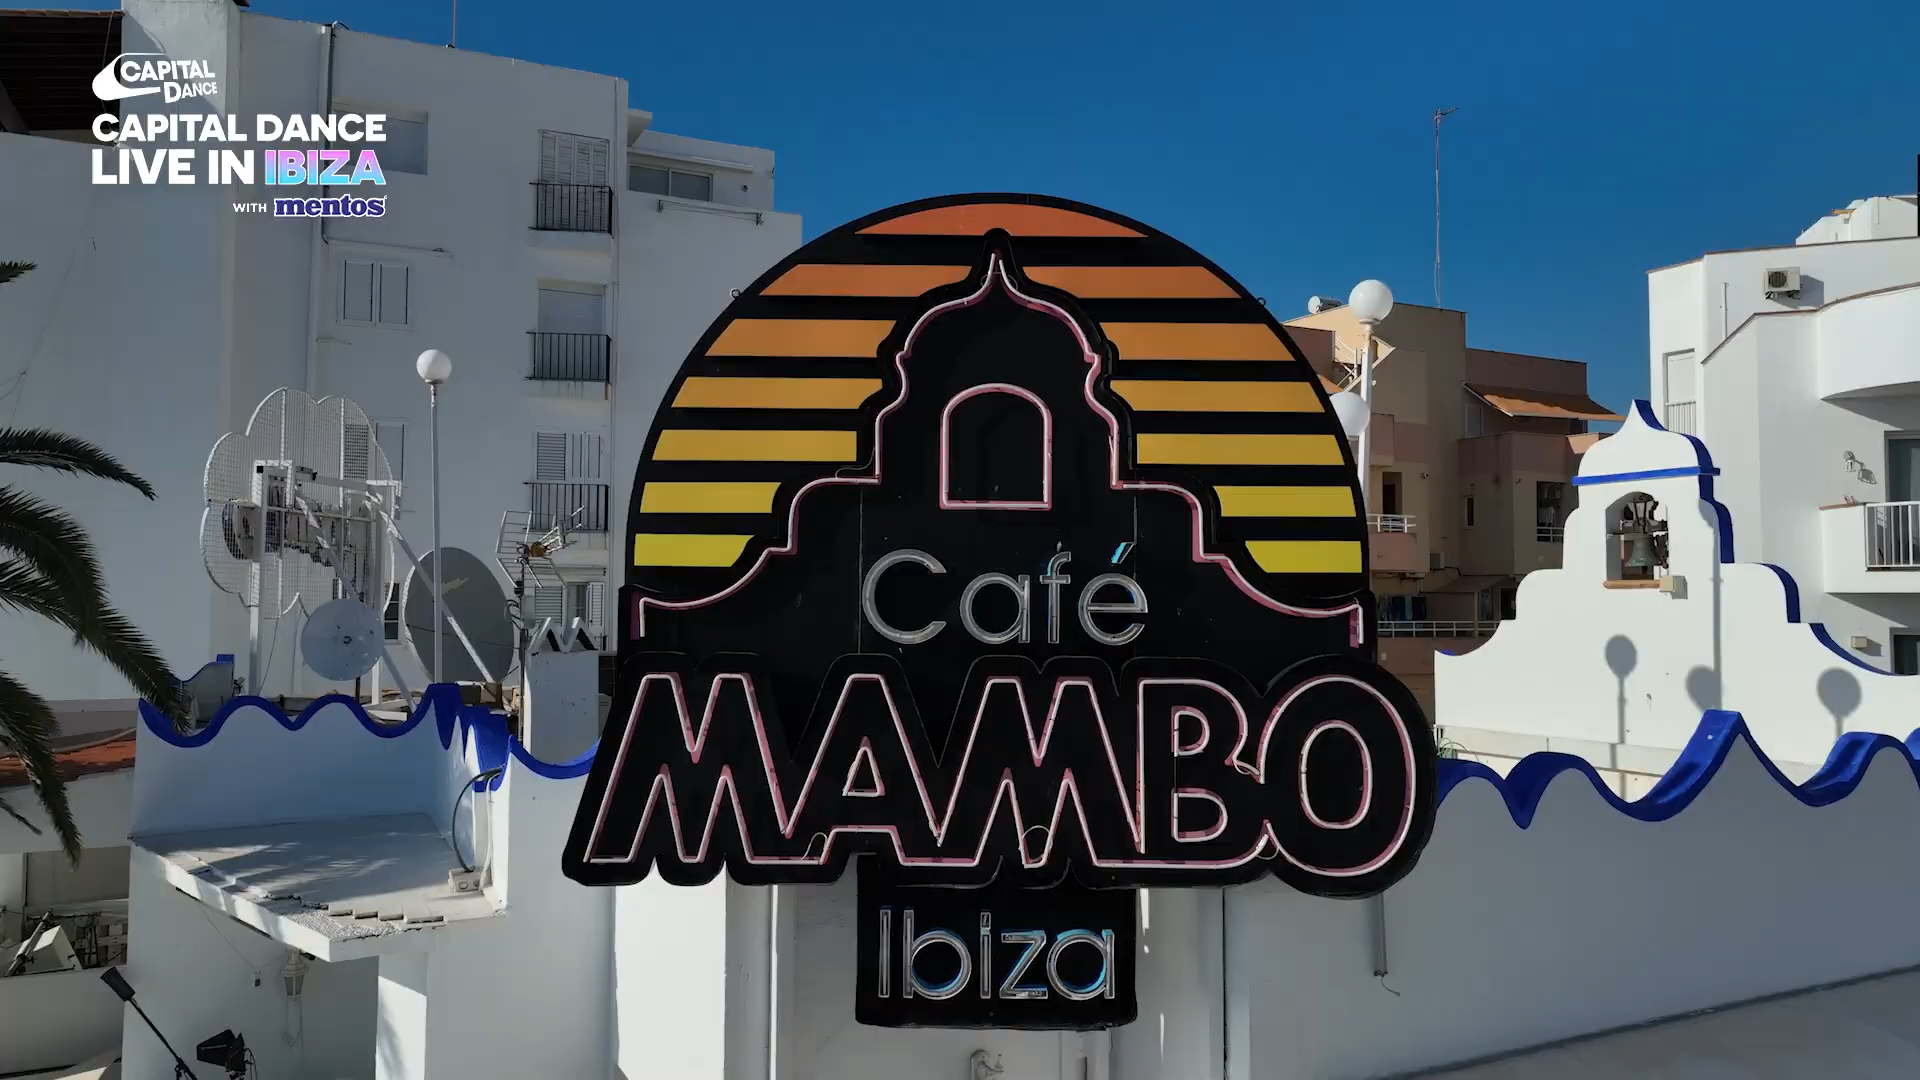 CAPITAL
DANCE
CAPITAL DANCE
LIVE IN IBIZA
WITH mentos
Café
MAMBO
Ibiza